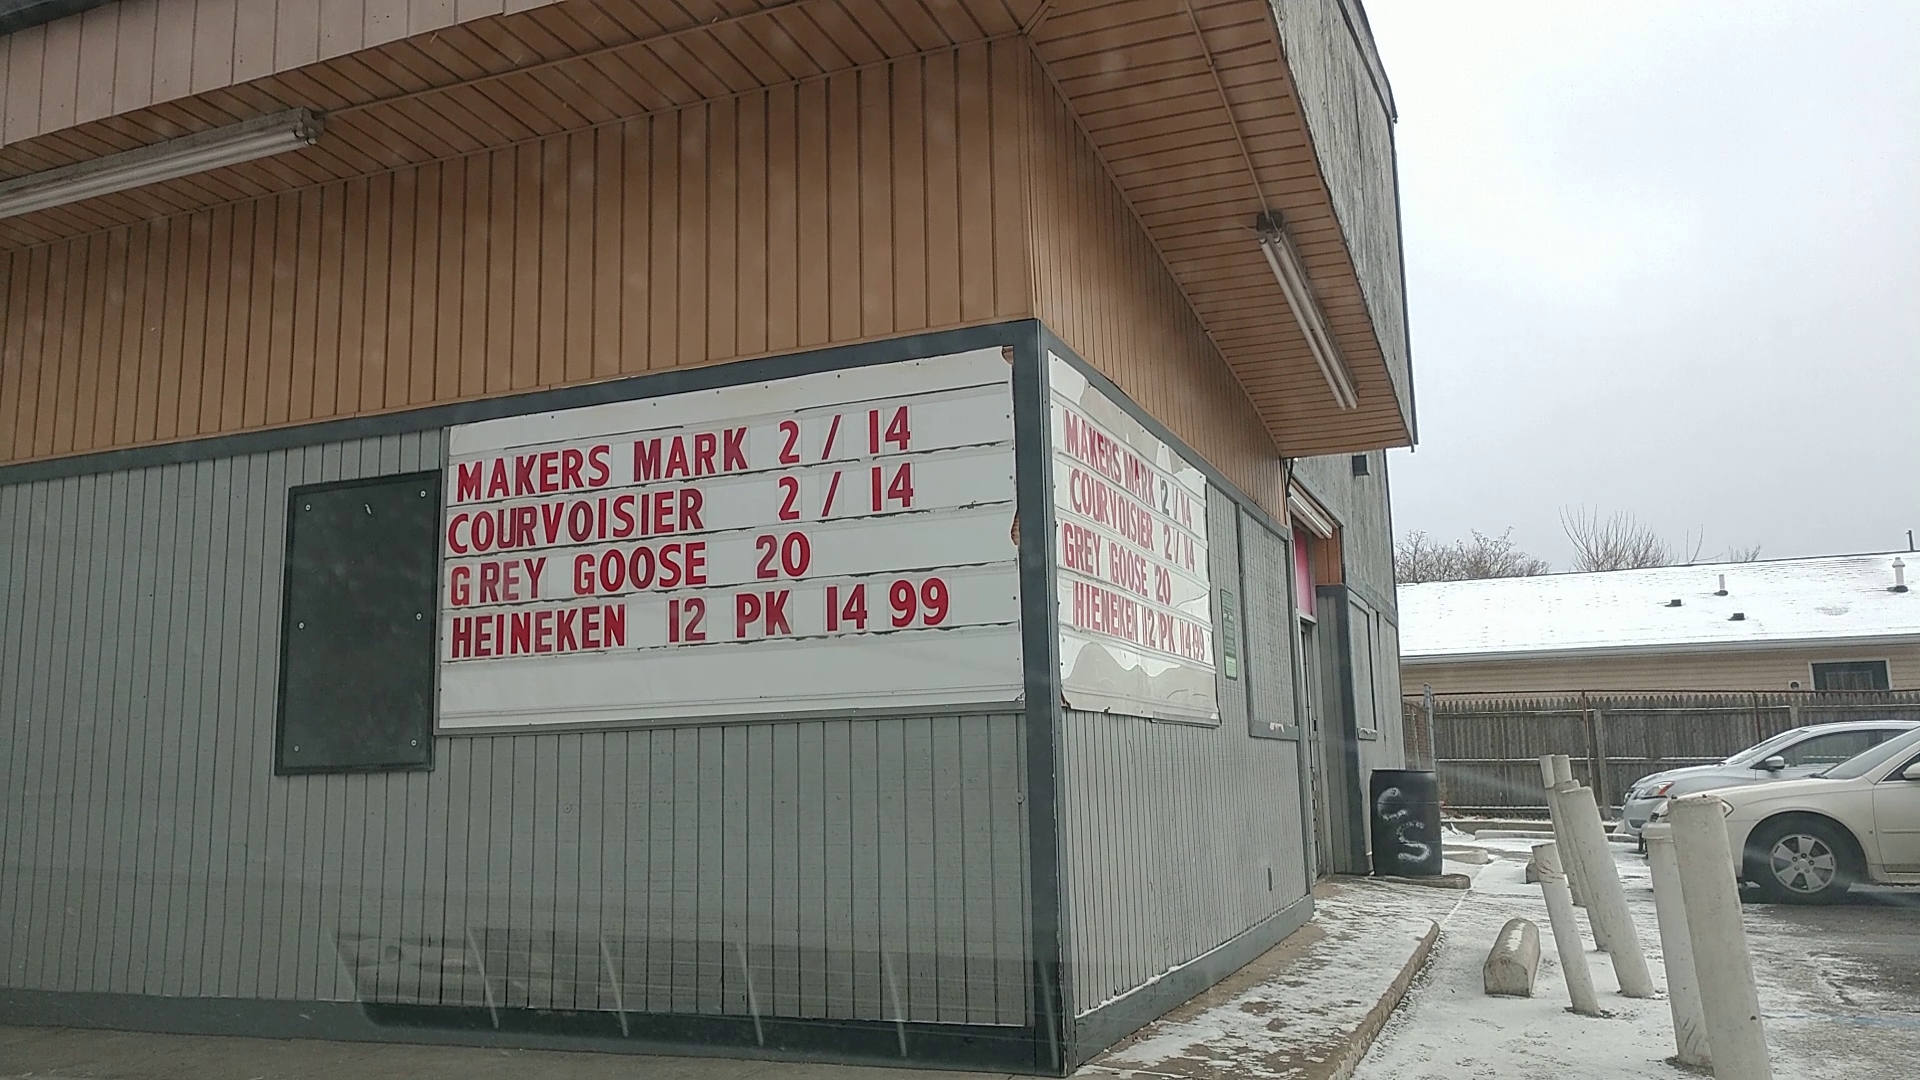 MAKERS MARK 2 / 14
COURVOISIER 2 / 14
GREY GOOSE 20
HEINEKEN 12 PK 14 99
MAKERS MARK 2 / 14
COURVOISIER 2 / 14
GREY GOOSE 20
HIENEKEN 12 PK 14 99